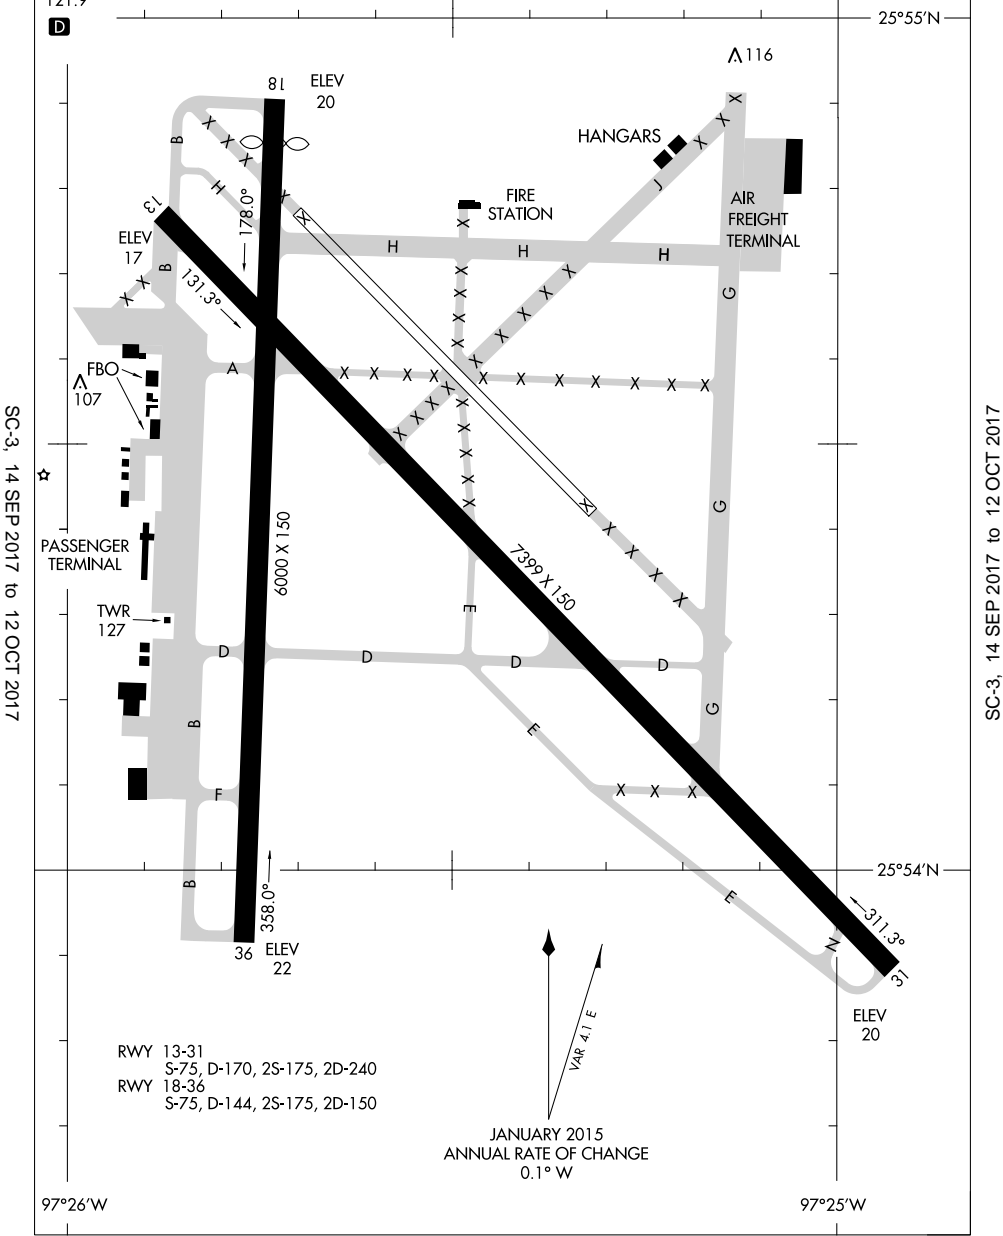 121.9
D
25°55'N
116
18
ELEV
20
HANGARS
X
X
X
X
X
X
B
H
J
X
X
FIRE
STATION
AIR
FREIGHT
TERMINAL
13
178.0°
X
X
ELEV
17
H
H
H
B
X
X
X
X
131.3°
X
X
X
X
G
X
X
X
X
FBO
A
X X X X
X X X X X X X
107
X
X
X
X
X
X
X
X
G
X
X
X
X
X
X
PASSENGER
TERMINAL
6000 X 150
7399 X 150
TWR
127
E
D
D
D
D
B
G
E
F
X X X
B
358.0°
E
25°54'N
311.3°
36
ELEV
22
N
31
ELEV
20
VAR 4.1 E
RWY 13-31
S-75, D-170, 2S-175, 2D-240
RWY 18-36
S-75, D-144, 2S-175, 2D-150
JANUARY 2015
ANNUAL RATE OF CHANGE
0.1° W
97°26'W
97°25'W
SC-3, 14 SEP 2017 to 12 OCT 2017
SC-3, 14 SEP 2017 to 12 OCT 2017